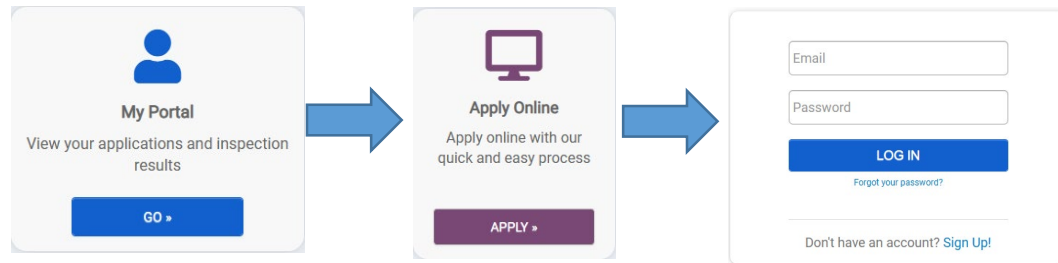 My Portal
View your applications and inspection
results
GO »
Apply Online
Apply online with our
quick and easy process
APPLY »
Email
Password
LOG IN
Forgot your password?
Don't have an account? Sign Up!